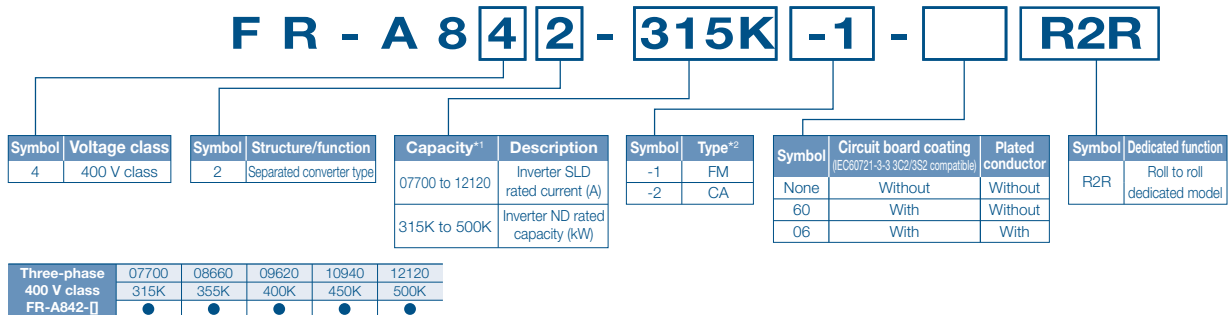 FR-A842-315K-1- R2R
Symbol Voltage class
4 400 V class
Symbol Structure/function
2 Separated converter type
Capacity*1 Description
07700 to 12120 Inverter SLD rated current (A)
315K to 500K Inverter ND rated capacity (kW)
Symbol Type*2
-1 FM
-2 CA
Symbol Circuit board coating (IEC60721-3-3 3C2/3S2 compatible) Plated conductor
None Without Without
60 With Without
06 With With
Symbol Dedicated function
R2R Roll to roll dedicated model
Three-phase 07700 08660 09620 10940 12120
400 V class 315K 355K 400K 450K 500K
FR-A842-[] ● ● ● ● ●